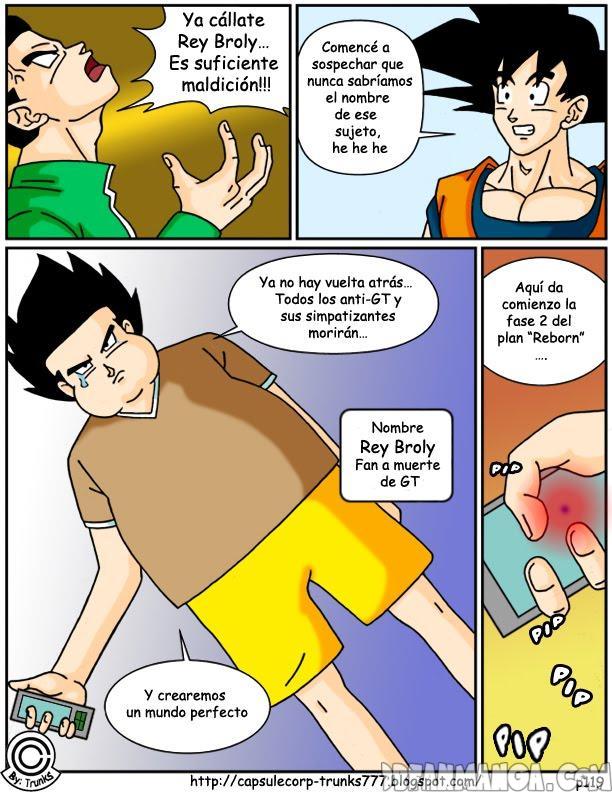 Ya cállate
Rey Broly...
Es suficiente
maldición!!!
Comencé a
sospechar que
nunca sabríamos
el nombre
de ese
sujeto,
he he he
Ya no hay vuelta atrás...
Todos los anti-GT y
sus simpatizantes
morirán...
Nombre
Rey Broly
Fan a muerte
de GT
Y crearemos
un mundo perfecto
Aquí da
comienzo la
fase 2 del
plan “Reborn”
....
PIP
PIP
PIP
PIP
C
By: Trunks
http://capsulecorp-trunks777.blogspot.com/
p119